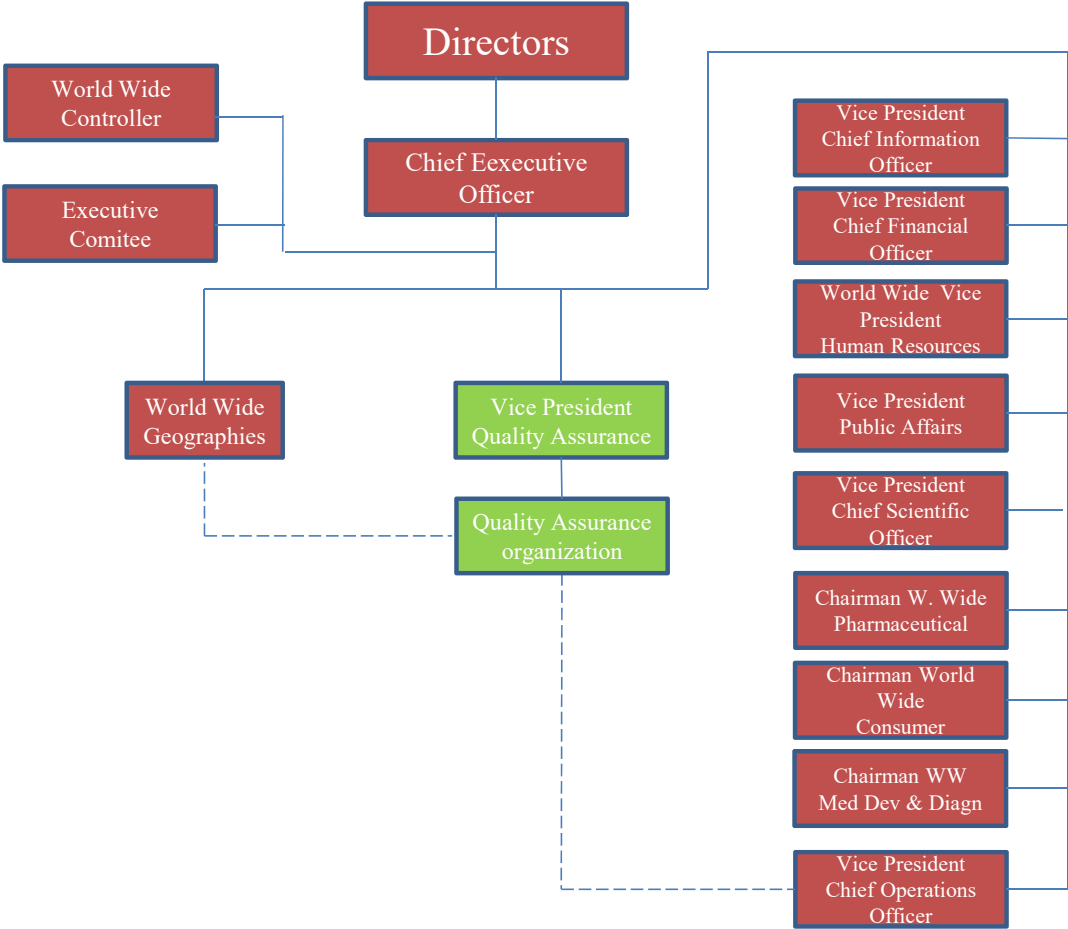 Directors
World Wide
Controller
Chief Eexecutive
Officer
Executive
Comitee
World Wide
Geographies
Vice President
Quality Assurance
Quality Assurance
organization
Vice President
Chief Information
Officer
Vice President
Chief Financial
Officer
World Wide  Vice
President
Human Resources
Vice President
Public Affairs
Vice President
Chief Scientific
Officer
Chairman W. Wide
Pharmaceutical
Chairman World
Wide
Consumer
Chairman WW
Med Dev & Diagn
Vice President
Chief Operations
Officer